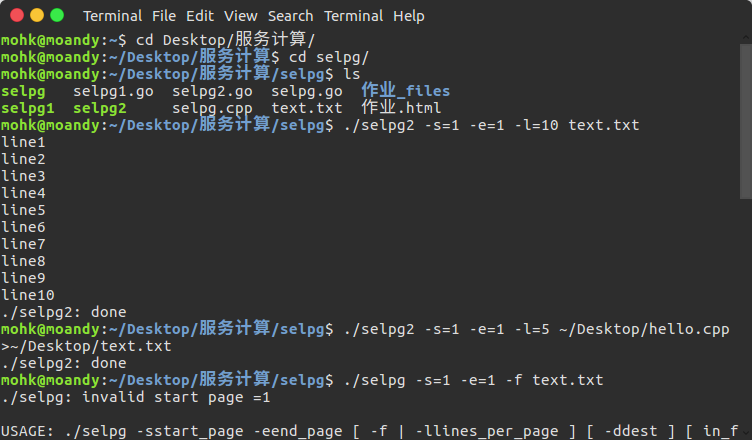 Terminal File Edit View Search Terminal Help
mohk@moandy:~$ cd Desktop/服务计算/
mohk@moandy:~/Desktop/服务计算$ cd selpg/
mohk@moandy:~/Desktop/服务计算/selpg$ ls
selpg selpg1.go selpg2.go selpg.go 作业_files
selpg1 selpg2 selpg.cpp text.txt 作业.html
mohk@moandy:~/Desktop/服务计算/selpg$ ./selpg2 -s=1 -e=1 -l=10 text.txt
line1
line2
line3
line4
line5
line6
line7
line8
line9
line10
./selpg2: done
mohk@moandy:~/Desktop/服务计算/selpg$ ./selpg2 -s=1 -e=1 -l=5 ~/Desktop/hello.cpp
>~/Desktop/text.txt
./selpg2: done
mohk@moandy:~/Desktop/服务计算/selpg$ ./selpg -s=1 -e=1 -f text.txt
./selpg: invalid start page =1
USAGE: ./selpg -sstart_page -eend_page [ -f | -llines_per_page ] [ -ddest ] [ in_f